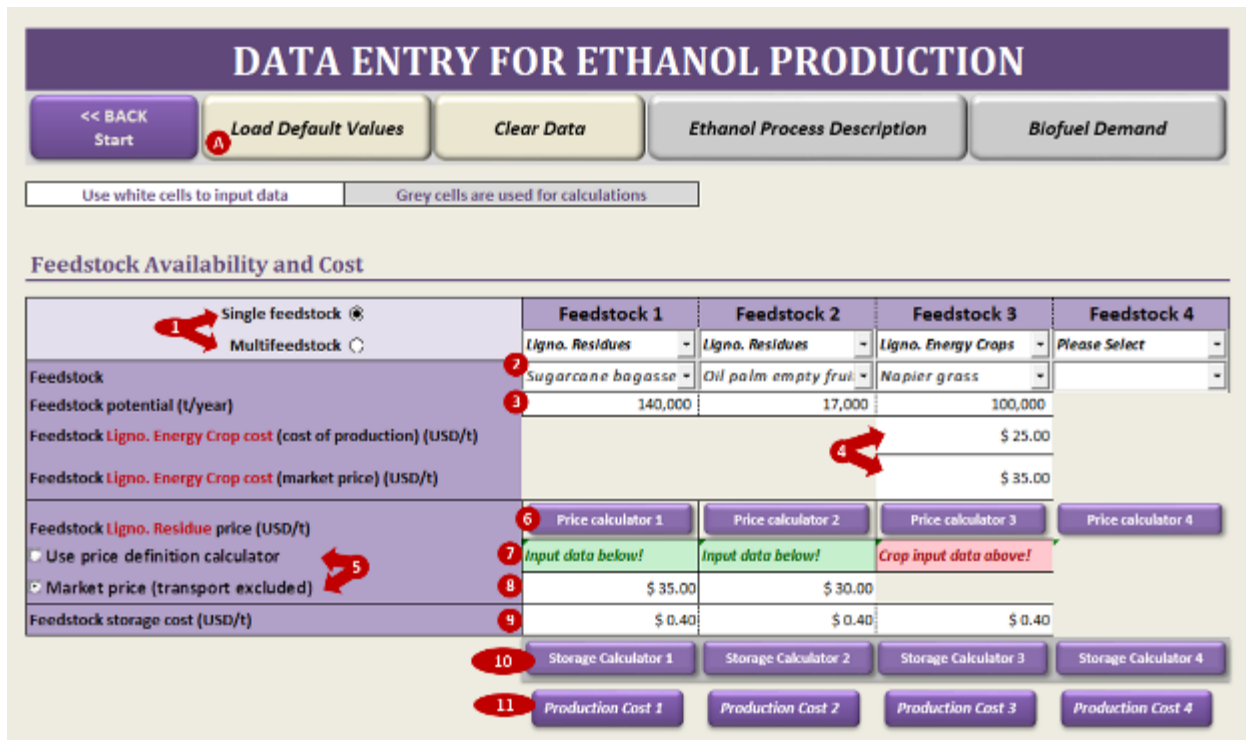 DATA ENTRY FOR ETHANOL PRODUCTION
<< BACK
Start
A
Load Default Values
Clear Data
Ethanol Process Description
Biofuel Demand
Use white cells to input data
Grey cells are used for calculations
Feedstock Availability and Cost
1
Single feedstock
Multifeedstock
Feedstock 1
Feedstock 2
Feedstock 3
Feedstock 4
Ligno. Residues
Ligno. Residues
Ligno. Energy Crops
Please Select
Feedstock
2
Sugarcane bagasse
Oil palm empty frui
Napier grass
Feedstock potential (t/year)
3
140,000
17,000
100,000
Feedstock Ligno. Energy Crop cost (cost of production) (USD/t)
4
$ 25.00
Feedstock Ligno. Energy Crop cost (market price) (USD/t)
$ 35.00
Feedstock Ligno. Residue price (USD/t)
6
Price calculator 1
Price calculator 2
Price calculator 3
Price calculator 4
Use price definition calculator
5
7
Input data below!
Input data below!
Crop input data above!
Market price (transport excluded)
8
$ 35.00
$ 30.00
Feedstock storage cost (USD/t)
9
$ 0.40
$ 0.40
$ 0.40
10
Storage Calculator 1
Storage Calculator 2
Storage Calculator 3
Storage Calculator 4
11
Production Cost 1
Production Cost 2
Production Cost 3
Production Cost 4